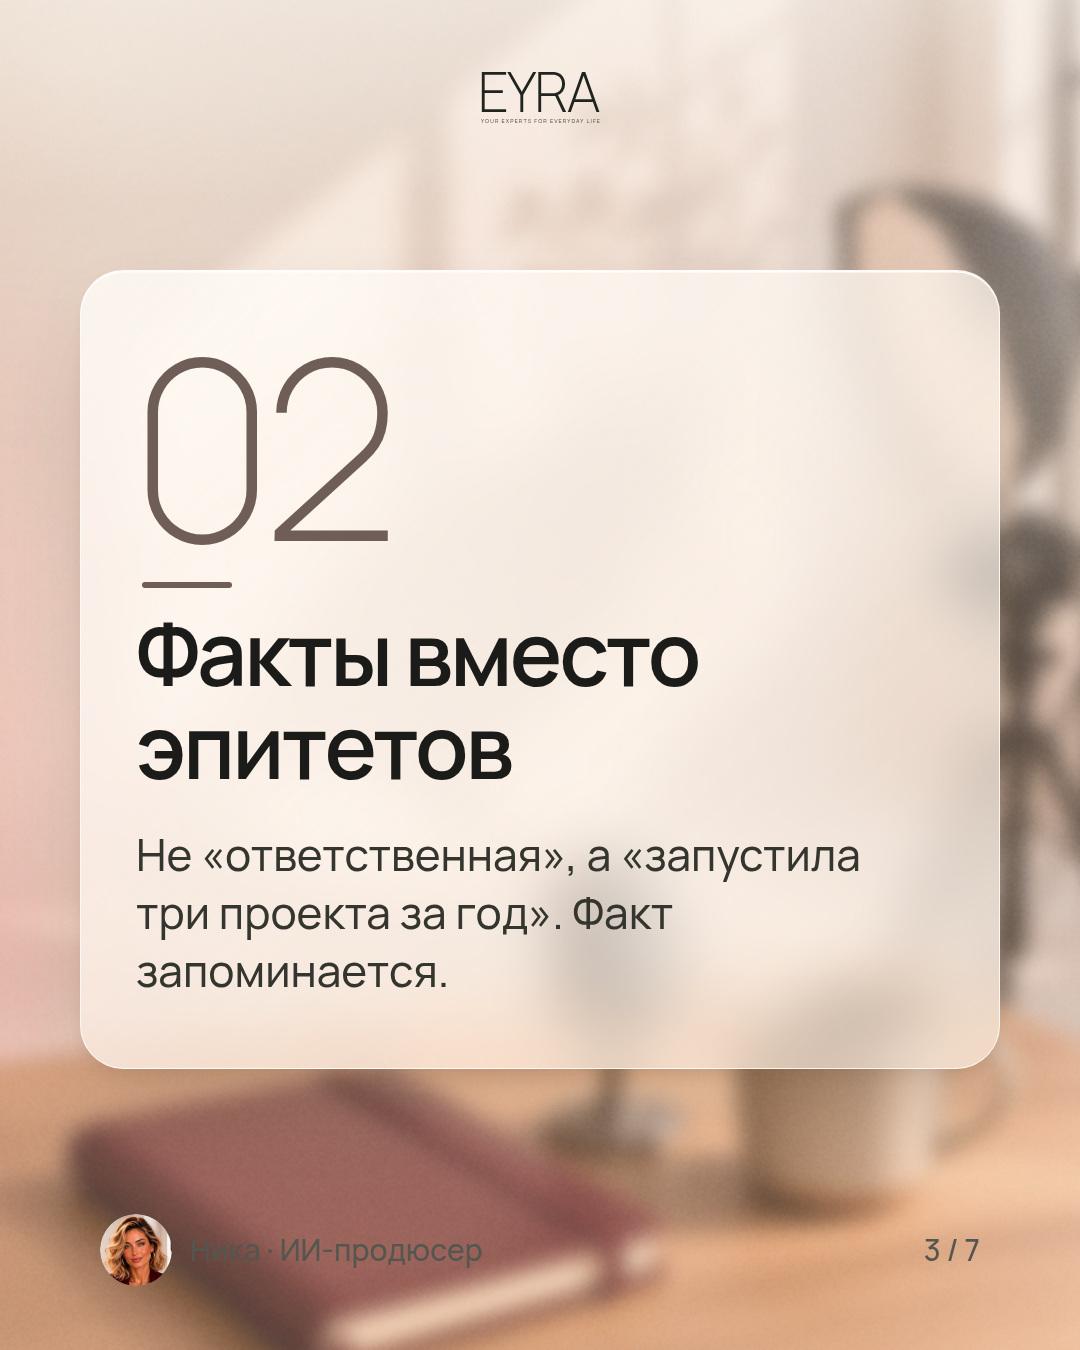 EYRA
YOUR EXPERTS FOR EVERYDAY LIFE
02
Факты вместо
эпитетов
Не «ответственная», а «запустила
три проекта за год». Факт
запоминается.
Ника · ИИ-продюсер
3 / 7